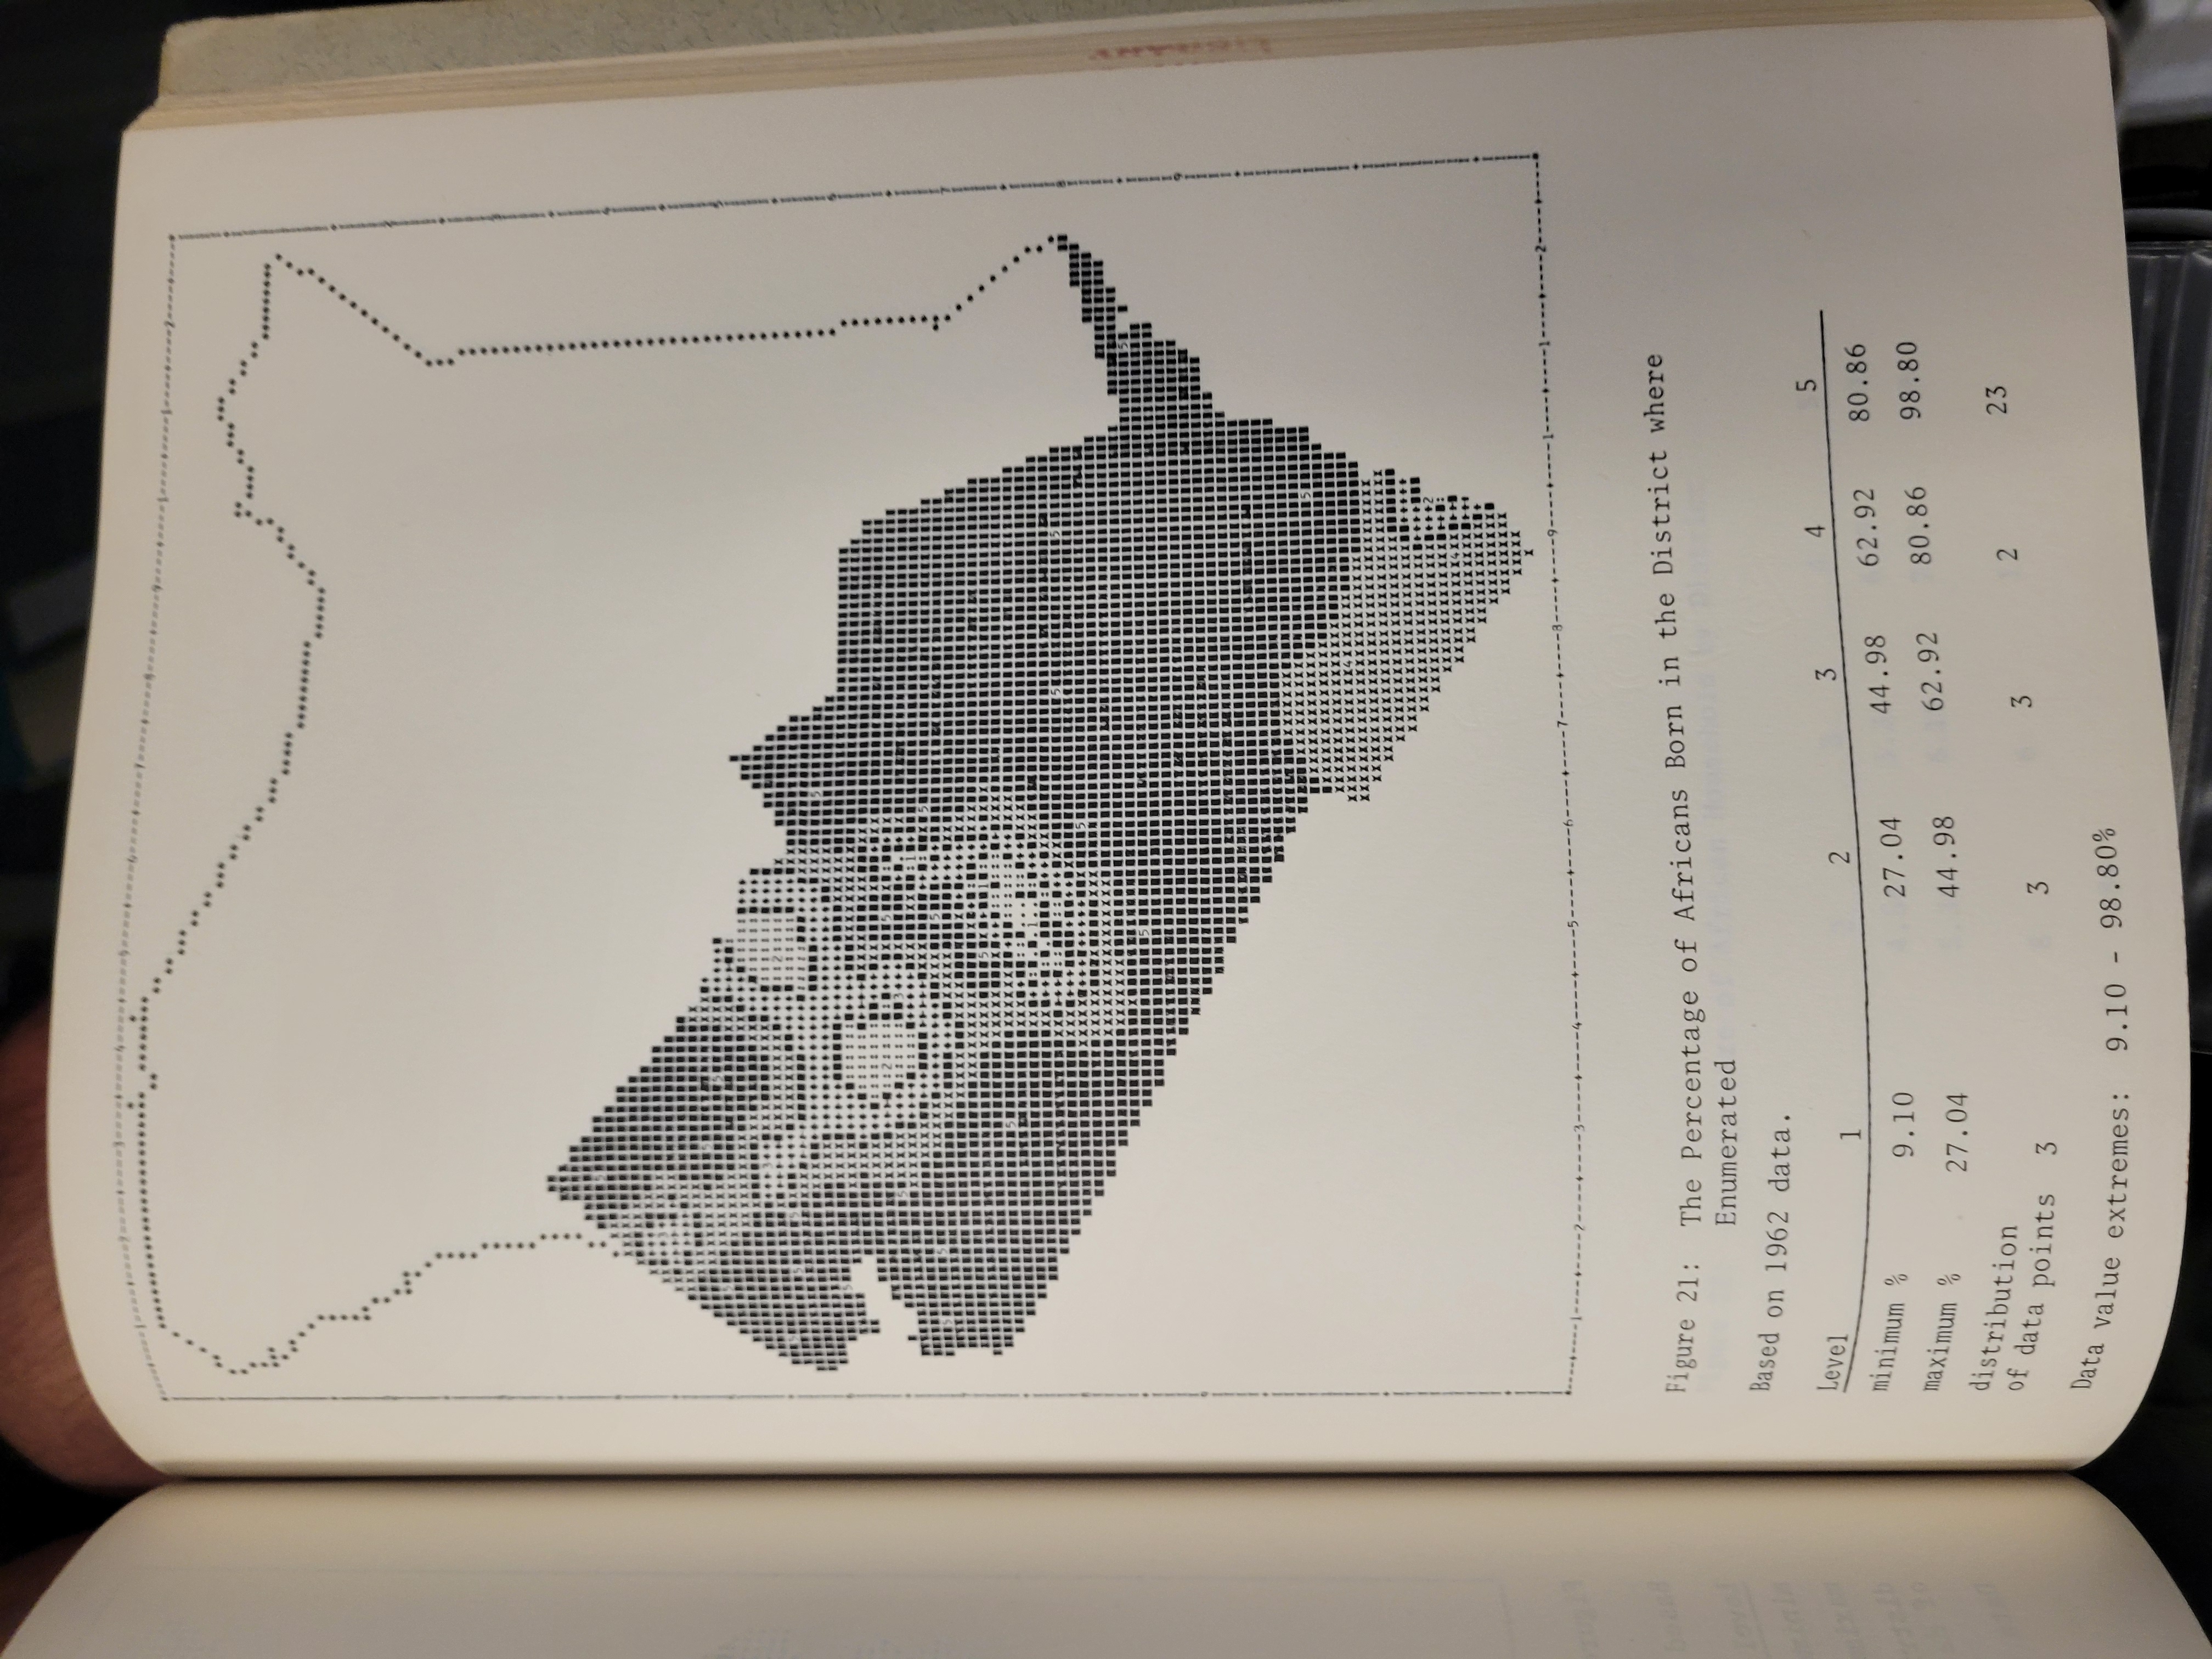 Figure 21: The Percentage of Africans Born in the District where
Enumerated
Based on 1962 data.
Level 1 2 3 4 5
minimum % 9.10 27.04 44.98 62.92 80.86
maximum % 27.04 44.98 62.92 80.86 98.80
distribution
of data points 3 3 3 2 23
Data value extremes: 9.10 - 98.80%